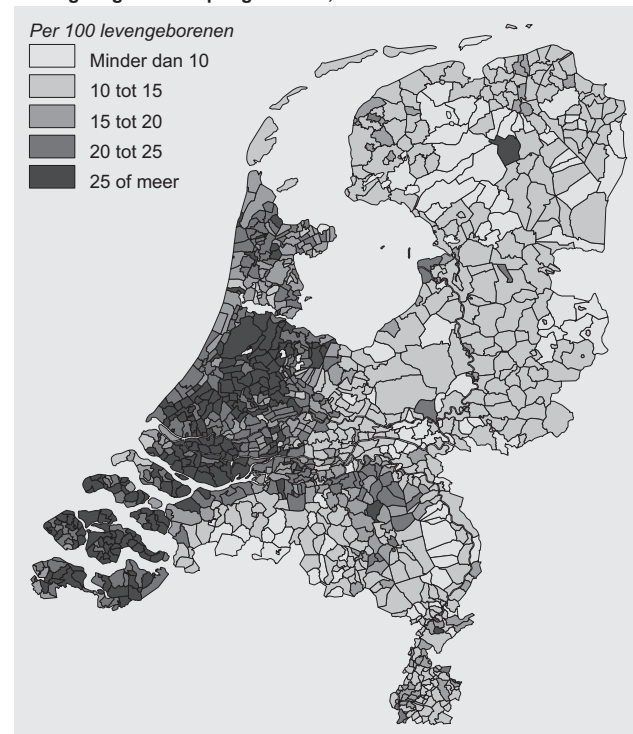 Per 100 levengeborenen
Minder dan 10
10 tot 15
15 tot 20
20 tot 25
25 of meer